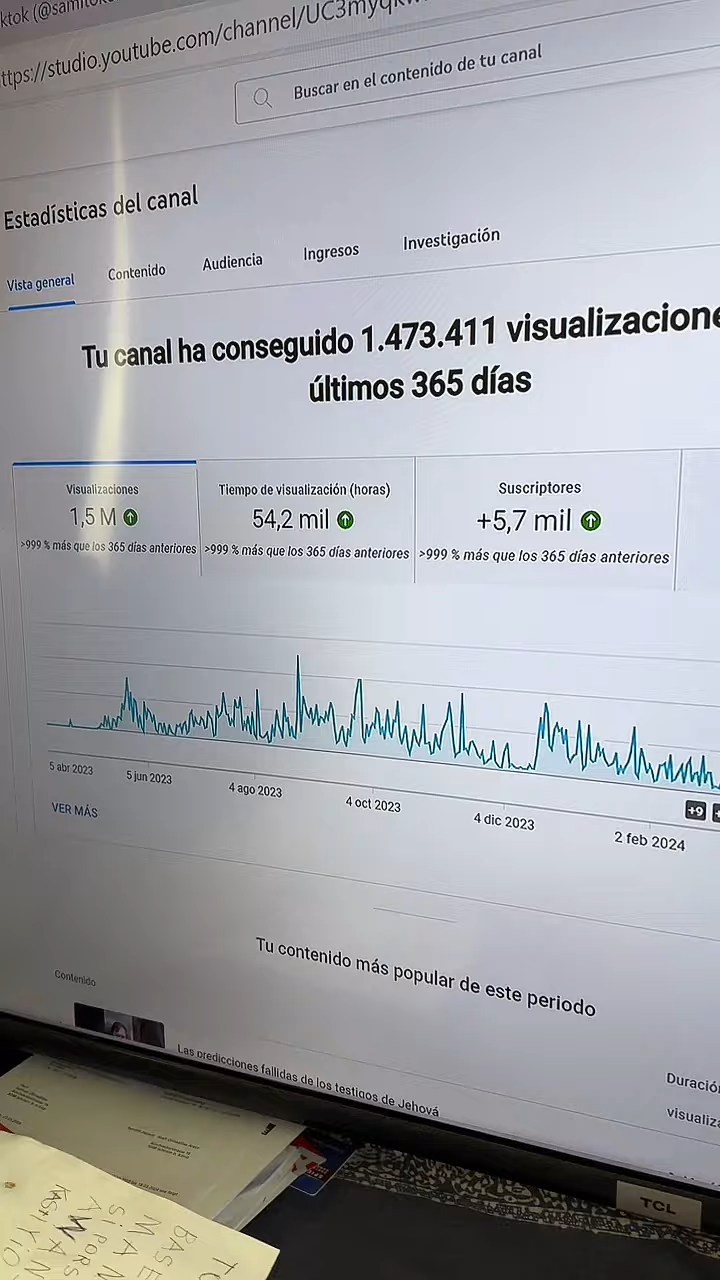 ktok
ttps://studio.youtube.com/channel/UC3myq
Buscar en el contenido de tu canal
Estadísticas del canal
Vista general Contenido Audiencia Ingresos Investigación
Tu canal ha conseguido 1.473.411 visualizacione
últimos 365 días
Visualizaciones Tiempo de visualización (horas) Suscriptores
1,5 M 54,2 mil +5,7 mil
>999 % más que los 365 días anteriores >999 % más que los 365 días anteriores >999 % más que los 365 días anteriores
5 abr 2023 5 jun 2023 4 ago 2023 4 oct 2023 4 dic 2023 2 feb 2024
+9
VER MÁS
Tu contenido más popular de este periodo
Contenido
Las predicciones fallidas de los testigos de Jehová
Duració
visualiz
TCL